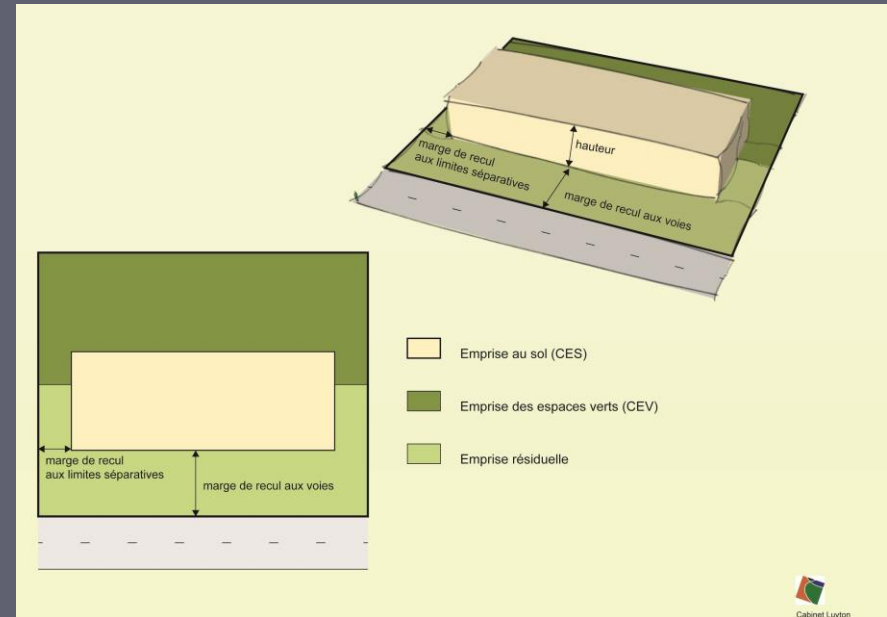 hauteur
marge de recul
aux limites séparatives
marge de recul aux voies
marge de recul
aux limites séparatives
marge de recul aux voies
Emprise au sol (CES)
Emprise des espaces verts (CEV)
Emprise résiduelle
Cabinet Luyton